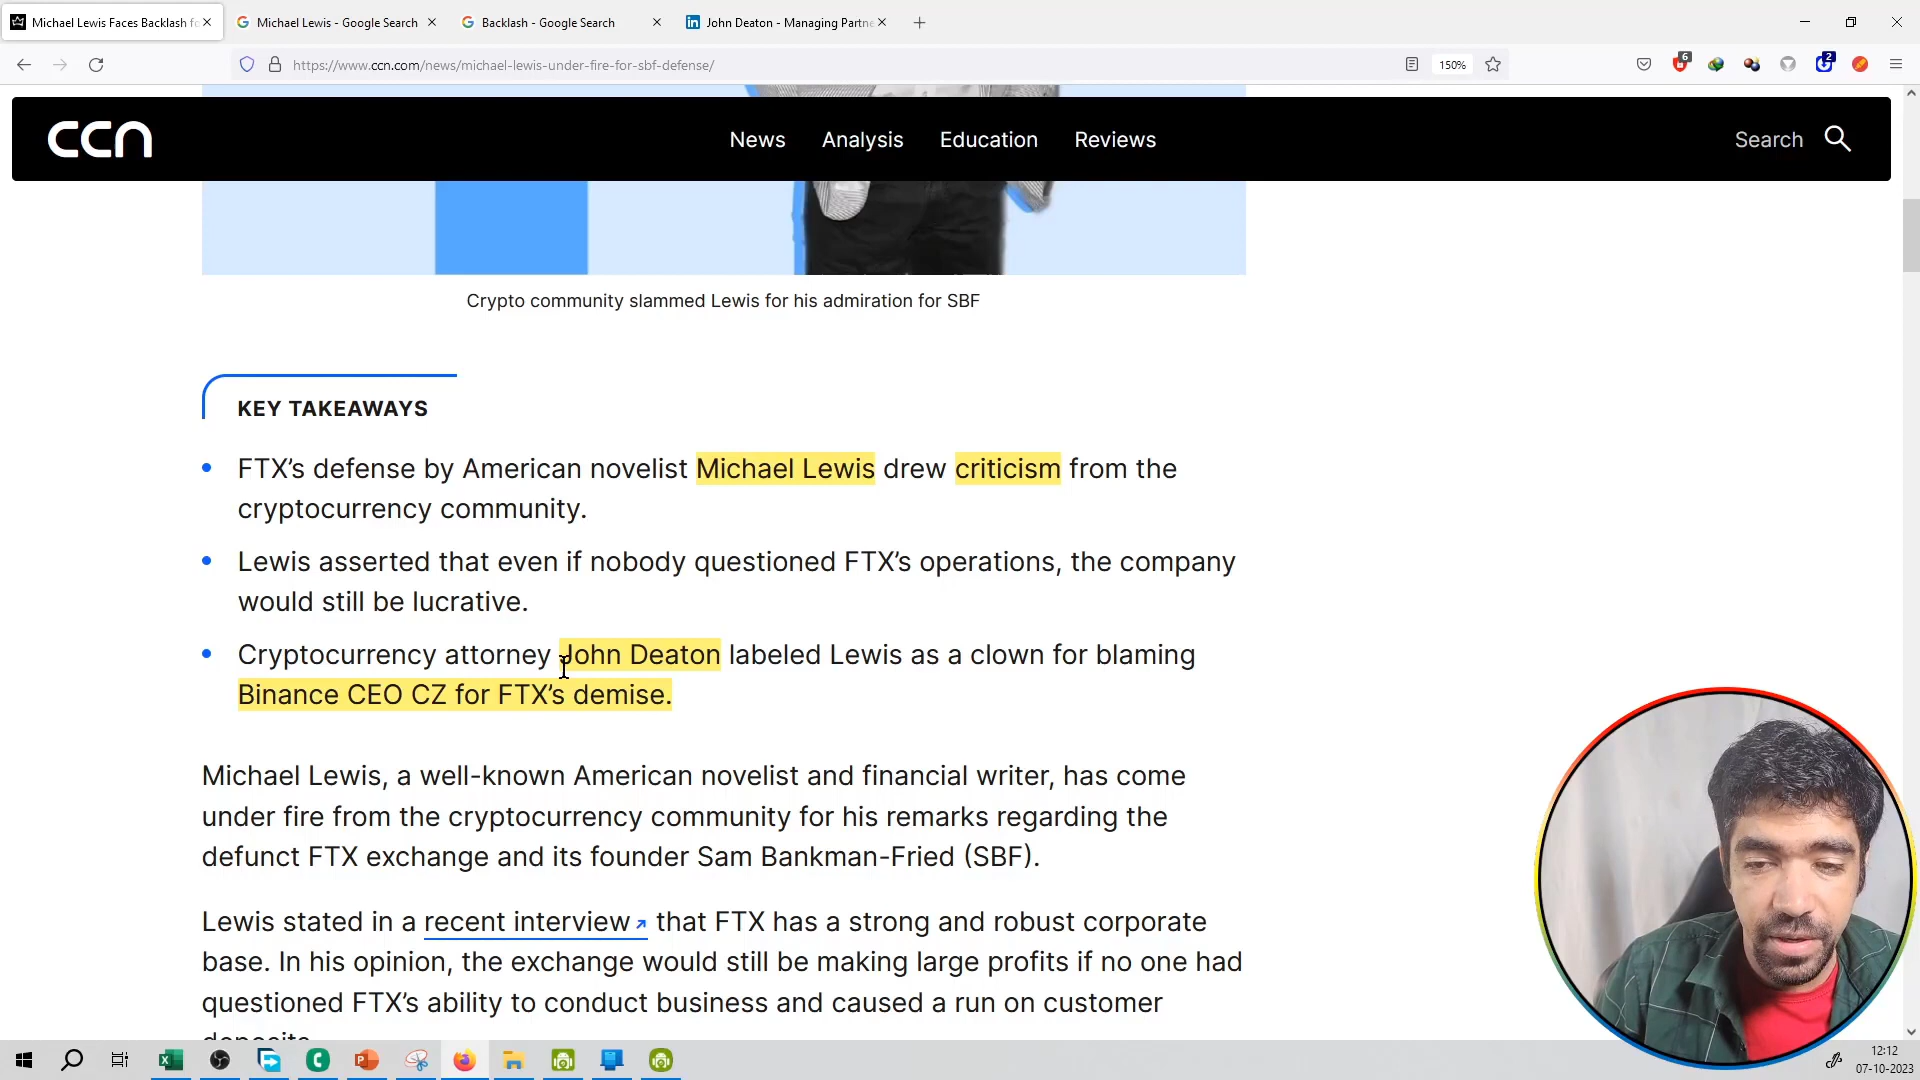 Michael Lewis Faces Backlash fo
Michael Lewis - Google Search
Backlash - Google Search
John Deaton - Managing Partne
https://www.ccn.com/news/michael-lewis-under-fire-for-sbf-defense/
150%
6
2
ccn
News
Analysis
Education
Reviews
Search
Crypto community slammed Lewis for his admiration for SBF
KEY TAKEAWAYS
FTX’s defense by American novelist Michael Lewis drew criticism from the
cryptocurrency community.
Lewis asserted that even if nobody questioned FTX’s operations, the company
would still be lucrative.
Cryptocurrency attorney John Deaton labeled Lewis as a clown for blaming
Binance CEO CZ for FTX’s demise.
Michael Lewis, a well-known American novelist and financial writer, has come
under fire from the cryptocurrency community for his remarks regarding the
defunct FTX exchange and its founder Sam Bankman-Fried (SBF).
Lewis stated in a recent interview that FTX has a strong and robust corporate
base. In his opinion, the exchange would still be making large profits if no one had
questioned FTX’s ability to conduct business and caused a run on customer
deposits.
12:12
07-10-2023